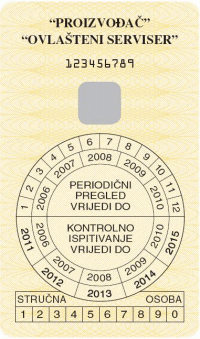 “PROIZVOĐAČ”
“OVLAŠTENI SERVISER”
123456789
1 2 3 4 5 6 7 8 9 10 11 12
2006 2007 2008 2009 2010
PERIODIČNI
PREGLED
VRIJEDI DO
KONTROLNO
ISPITIVANJE
VRIJEDI DO
2006 2007 2008 2009 2010
2011 2012 2013 2014 2015
STRUČNA OSOBA
1 2 3 4 5 6 7 8 9 0